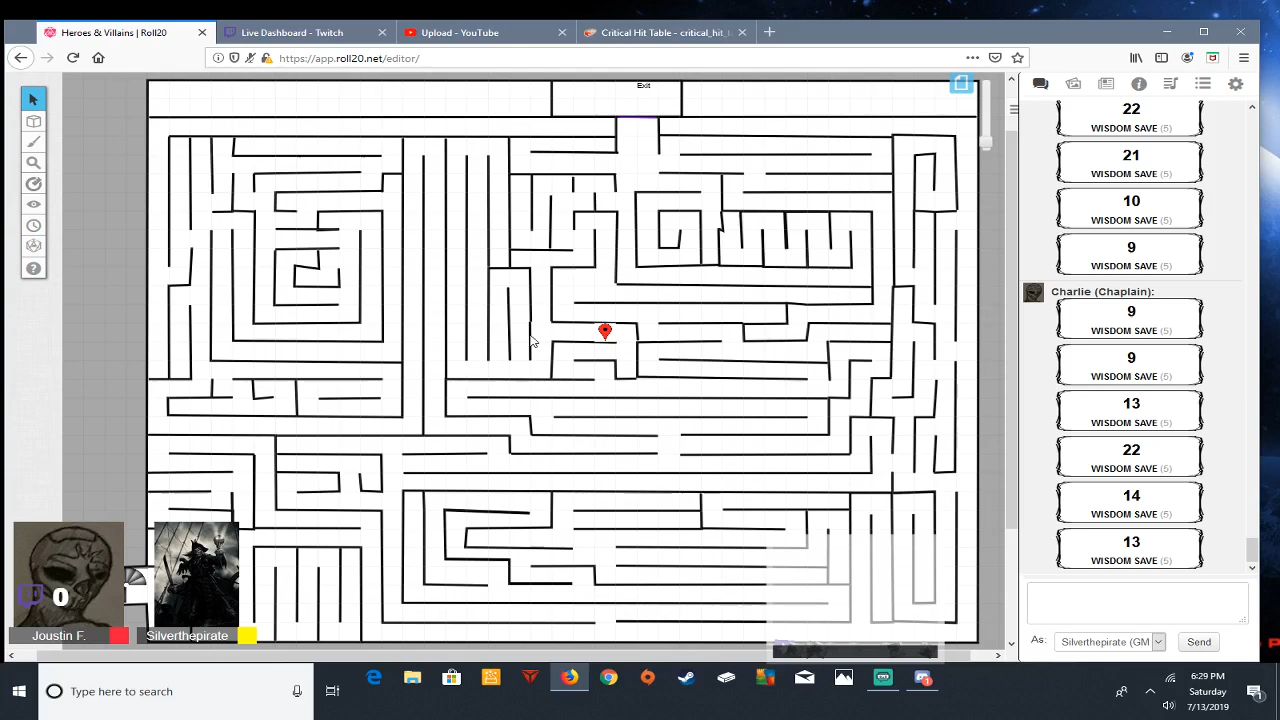 Heroes & Villains | Roll20
Live Dashboard - Twitch
Upload - YouTube
Critical Hit Table - critical_hit_
https://app.roll20.net/editor/
Exit
22
WISDOM SAVE (5)
21
WISDOM SAVE (5)
10
WISDOM SAVE (5)
9
WISDOM SAVE (5)
Charlie (Chaplain):
9
WISDOM SAVE (5)
9
WISDOM SAVE (5)
13
WISDOM SAVE (5)
22
WISDOM SAVE (5)
14
WISDOM SAVE (5)
13
WISDOM SAVE (5)
0
Joustin F.
Silverthepirate
As:
Silverthepirate (GM
Send
Type here to search
6:29 PM
Saturday
7/13/2019